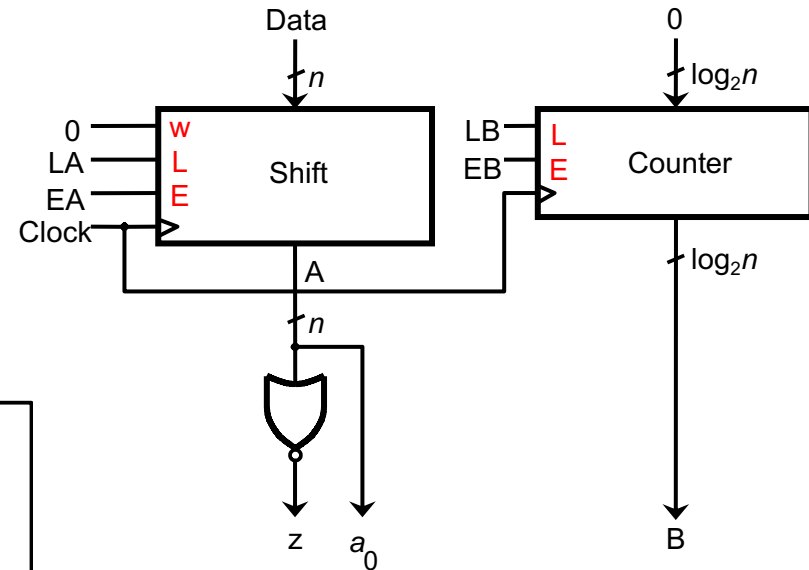 Data
0
n
log₂n
0
w
LA
L
EA
E
Clock
Shift
LB
L
EB
E
Counter
A
n
log₂n
z
a₀
B